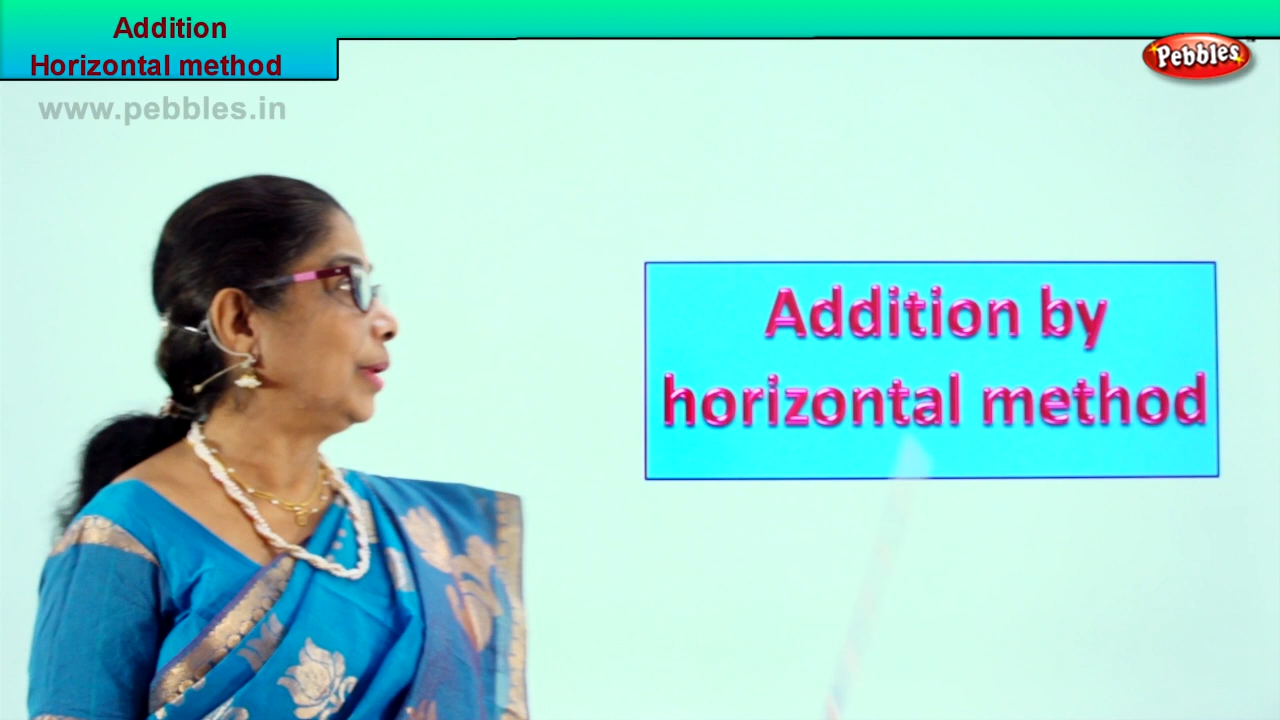 Addition
Horizontal method
www.pebbles.in
Pebbles
Addition by
horizontal method